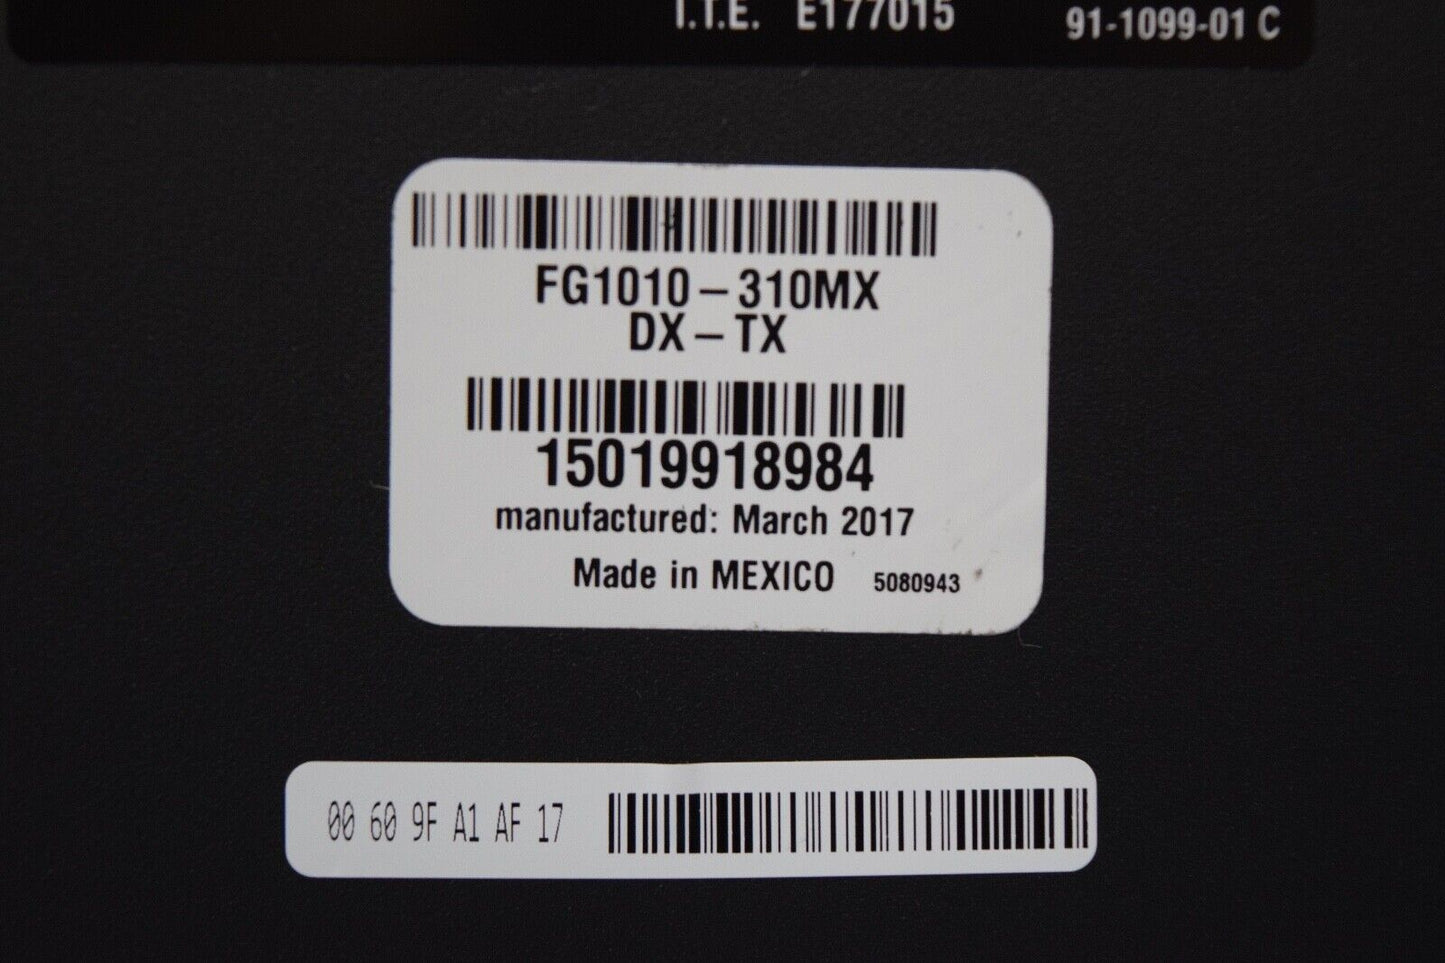 I.T.E. E177015 91-1099-01 C
FG1010-310MX
DX-TX
15019918984
manufactured: March 2017
Made in MEXICO 5080943
00 60 9F A1 AF 17